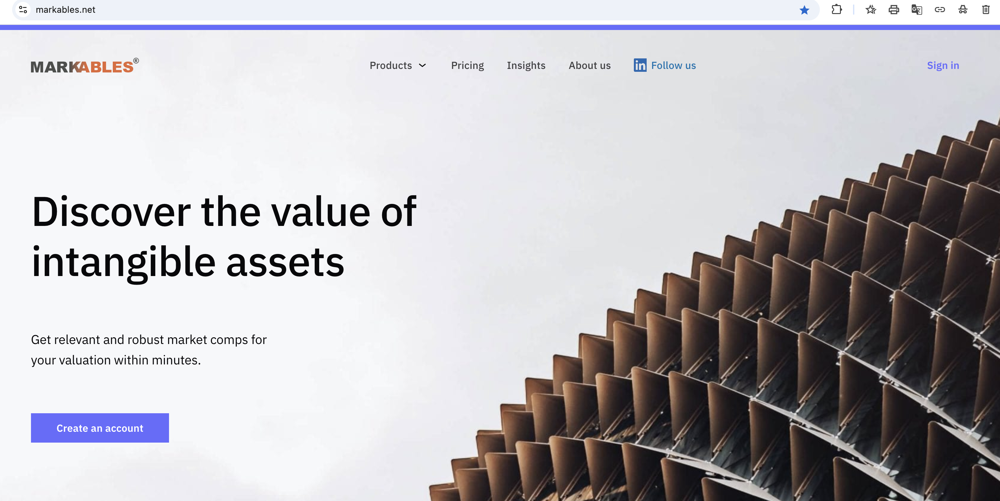 markables.net
MARKABLES®
Products
Pricing
Insights
About us
in Follow us
Sign in
Discover the value of
intangible assets
Get relevant and robust market comps for
your valuation within minutes.
Create an account